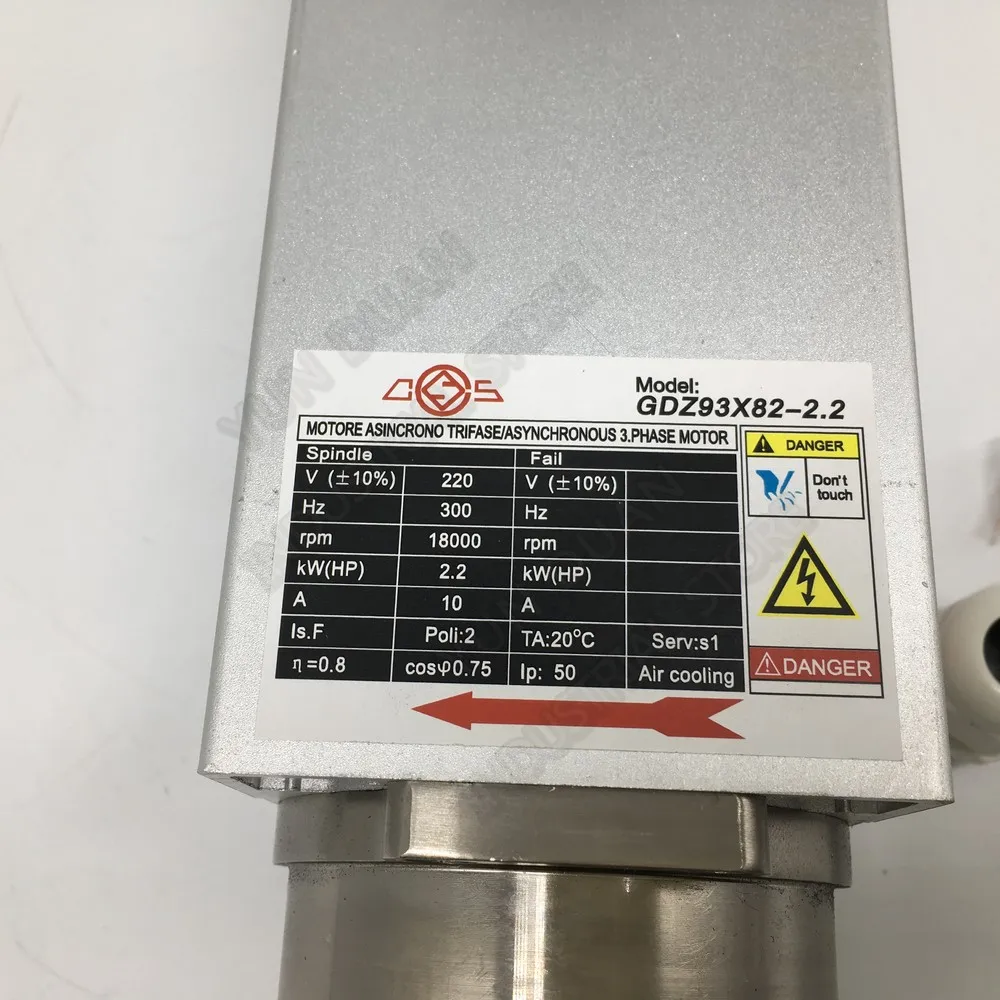 CGS
Model:
GDZ93X82-2.2
MOTORE ASINCRONO TRIFASE/ASYNCHRONOUS 3.PHASE MOTOR
Spindle Fail
V (±10%) 220 V (±10%)
Hz 300 Hz
rpm 18000 rpm
kW(HP) 2.2 kW(HP)
A 10 A
Is.F Poli:2 TA:20°C Serv:s1
η=0.8 cosφ0.75 Ip: 50 Air cooling
DANGER
Don't
touch
DANGER